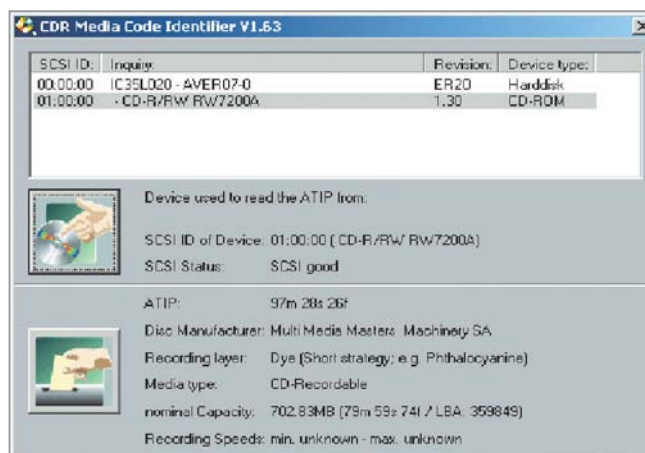 CDR Media Code Identifier V1.63
SCSI ID: Inquiry: Revision: Device type:
00:00:00 IC35L020 - AVER07-0 ER20 Harddisk
01:00:00 - CD-R/RW RW7200A 1.30 CD-ROM
Device used to read the ATIP from:
SCSI ID of Device: 01:00:00 ( CD-R/RW RW7200A)
SCSI Status: SCSI good
ATIP: 97m 28s 26f
Disc Manufacturer: Multi Media Masters Machinery SA
Recording layer: Dye (Short strategy; e.g. Phthalocyanine)
Media type: CD-Recordable
nominal Capacity: 702.83MB (79m 59s 74f / LBA: 359849)
Recording Speeds: min. unknown - max. unknown